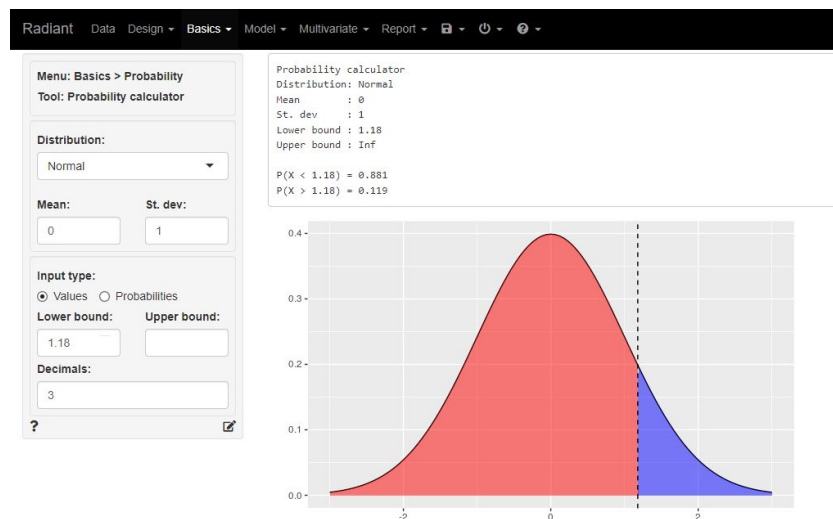 Radiant Data Design Basics Model Multivariate Report
Menu: Basics > Probability
Tool: Probability calculator
Distribution:
Normal
Mean: St. dev:
0 1
Input type:
Values Probabilities
Lower bound: Upper bound:
1.18
Decimals:
3
?
Probability calculator
Distribution: Normal
Mean : 0
St. dev : 1
Lower bound : 1.18
Upper bound : Inf
P(X < 1.18) = 0.881
P(X > 1.18) = 0.119
0.4
0.3
0.2
0.1
0.0
-2 0 2